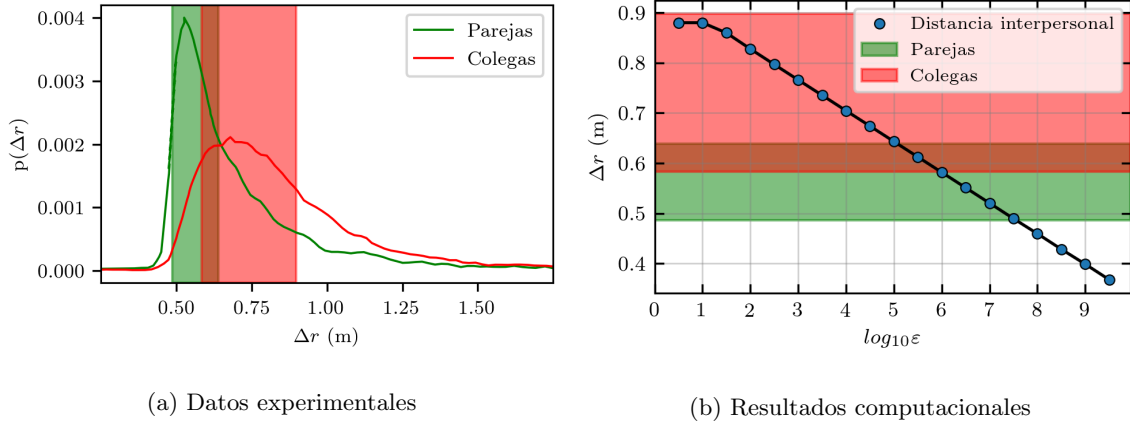 0.004
0.003
0.002
0.001
0.000
p(Δr)
Parejas
Colegas
0.50
0.75
1.00
1.25
1.50
Δr (m)
(a) Datos experimentales
0.9
0.8
0.7
0.6
0.5
0.4
Δr (m)
Distancia interpersonal
Parejas
Colegas
0
1
2
3
4
5
6
7
8
9
log₁₀ε
(b) Resultados computacionales